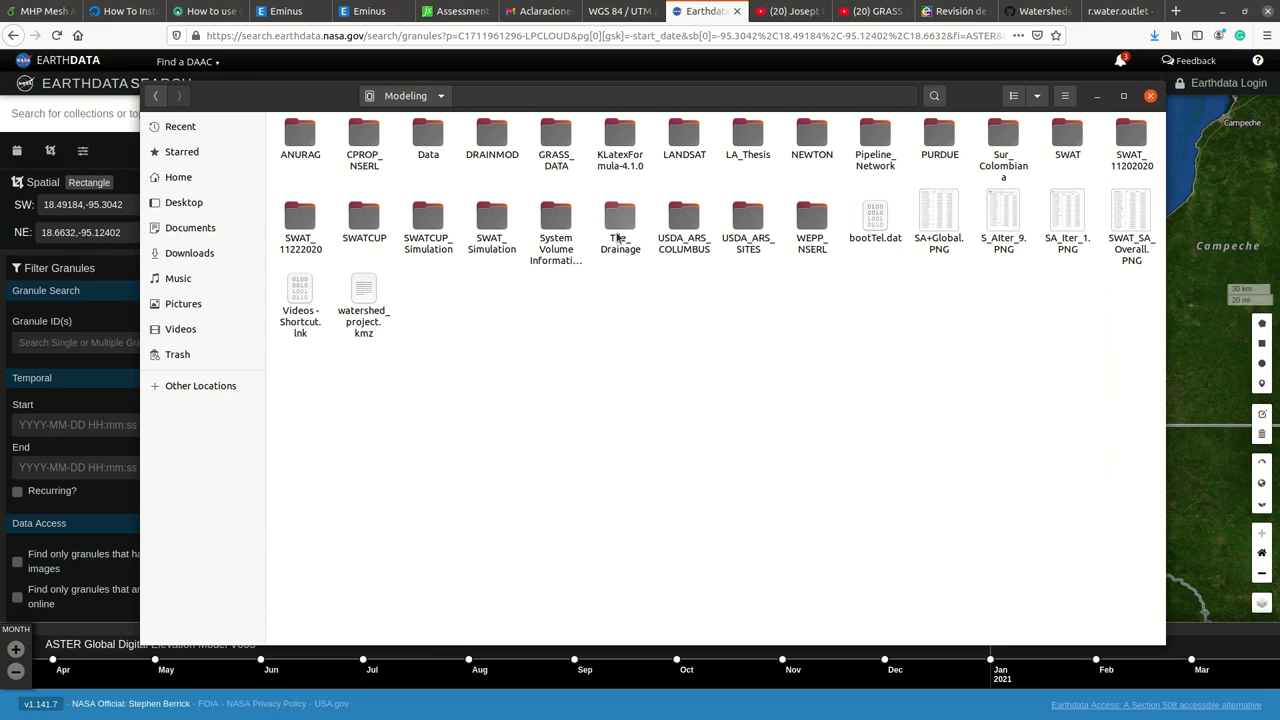 MHP Mesh A
How To Inst
How to use
Eminus
Eminus
Assessment
Aclaraciones
WGS 84 / UTM z
Earthdata
(20) Josept
(20) GRASS
Revisión de
Watersheds
r.water.outlet -
https://search.earthdata.nasa.gov/search/granules?p=C1711961296-LPCLOUD&pg[0][gsk]=-start_date&sb[0]=-95.3042%2C18.49184%2C-95.12402%2C18.6632&fi=ASTER&
EARTHDATA
Find a DAAC
3
Feedback
EARTHDATA SEARCH
Earthdata Login
Search for collections or top
Spatial
Rectangle
SW:
18.49184,-95.3042
NE:
18.6632,-95.12402
Filter Granules
Granule Search
Granule ID(s)
Search Single or Multiple Gra
Temporal
Start
YYYY-MM-DD HH:mm:ss
End
YYYY-MM-DD HH:mm:ss
Recurring?
Data Access
Find only granules that ha
images
Find only granules that ar
online
Modeling
Recent
Starred
Home
Desktop
Documents
Downloads
Music
Pictures
Videos
Trash
+ Other Locations
ANURAG
CPROP_
NSERL
Data
DRAINMOD
GRASS_
DATA
KLatexFor
mula-4.1.0
LANDSAT
LA_Thesis
NEWTON
Pipeline_
Network
PURDUE
Sur_
Colombian
a
SWAT
SWAT_
11202020
SWAT_
11222020
SWATCUP
SWATCUP_
Simulation
SWAT_
Simulation
System
Volume
Informati...
The
Drainage
USDA_ARS_
COLUMBUS
USDA_ARS_
SITES
WEPP_
NSERL
bootTel.dat
SA+Global.
PNG
S_AIter_9.
PNG
SA_Iter_1.
PNG
SWAT_SA_
Overall.
PNG
Videos -
Shortcut.
lnk
watershed_
project.
kmz
Campeche
Campeche
30 km
20 mi
MONTH
ASTER Global Digital Elevation Model V003
Apr
May
Jun
Jul
Aug
Sep
Oct
Nov
Dec
Jan
2021
Feb
Mar
v1.141.7
· NASA Official: Stephen Berrick · FOIA · NASA Privacy Policy · USA.gov
Earthdata Access: A Section 508 accessible alternative